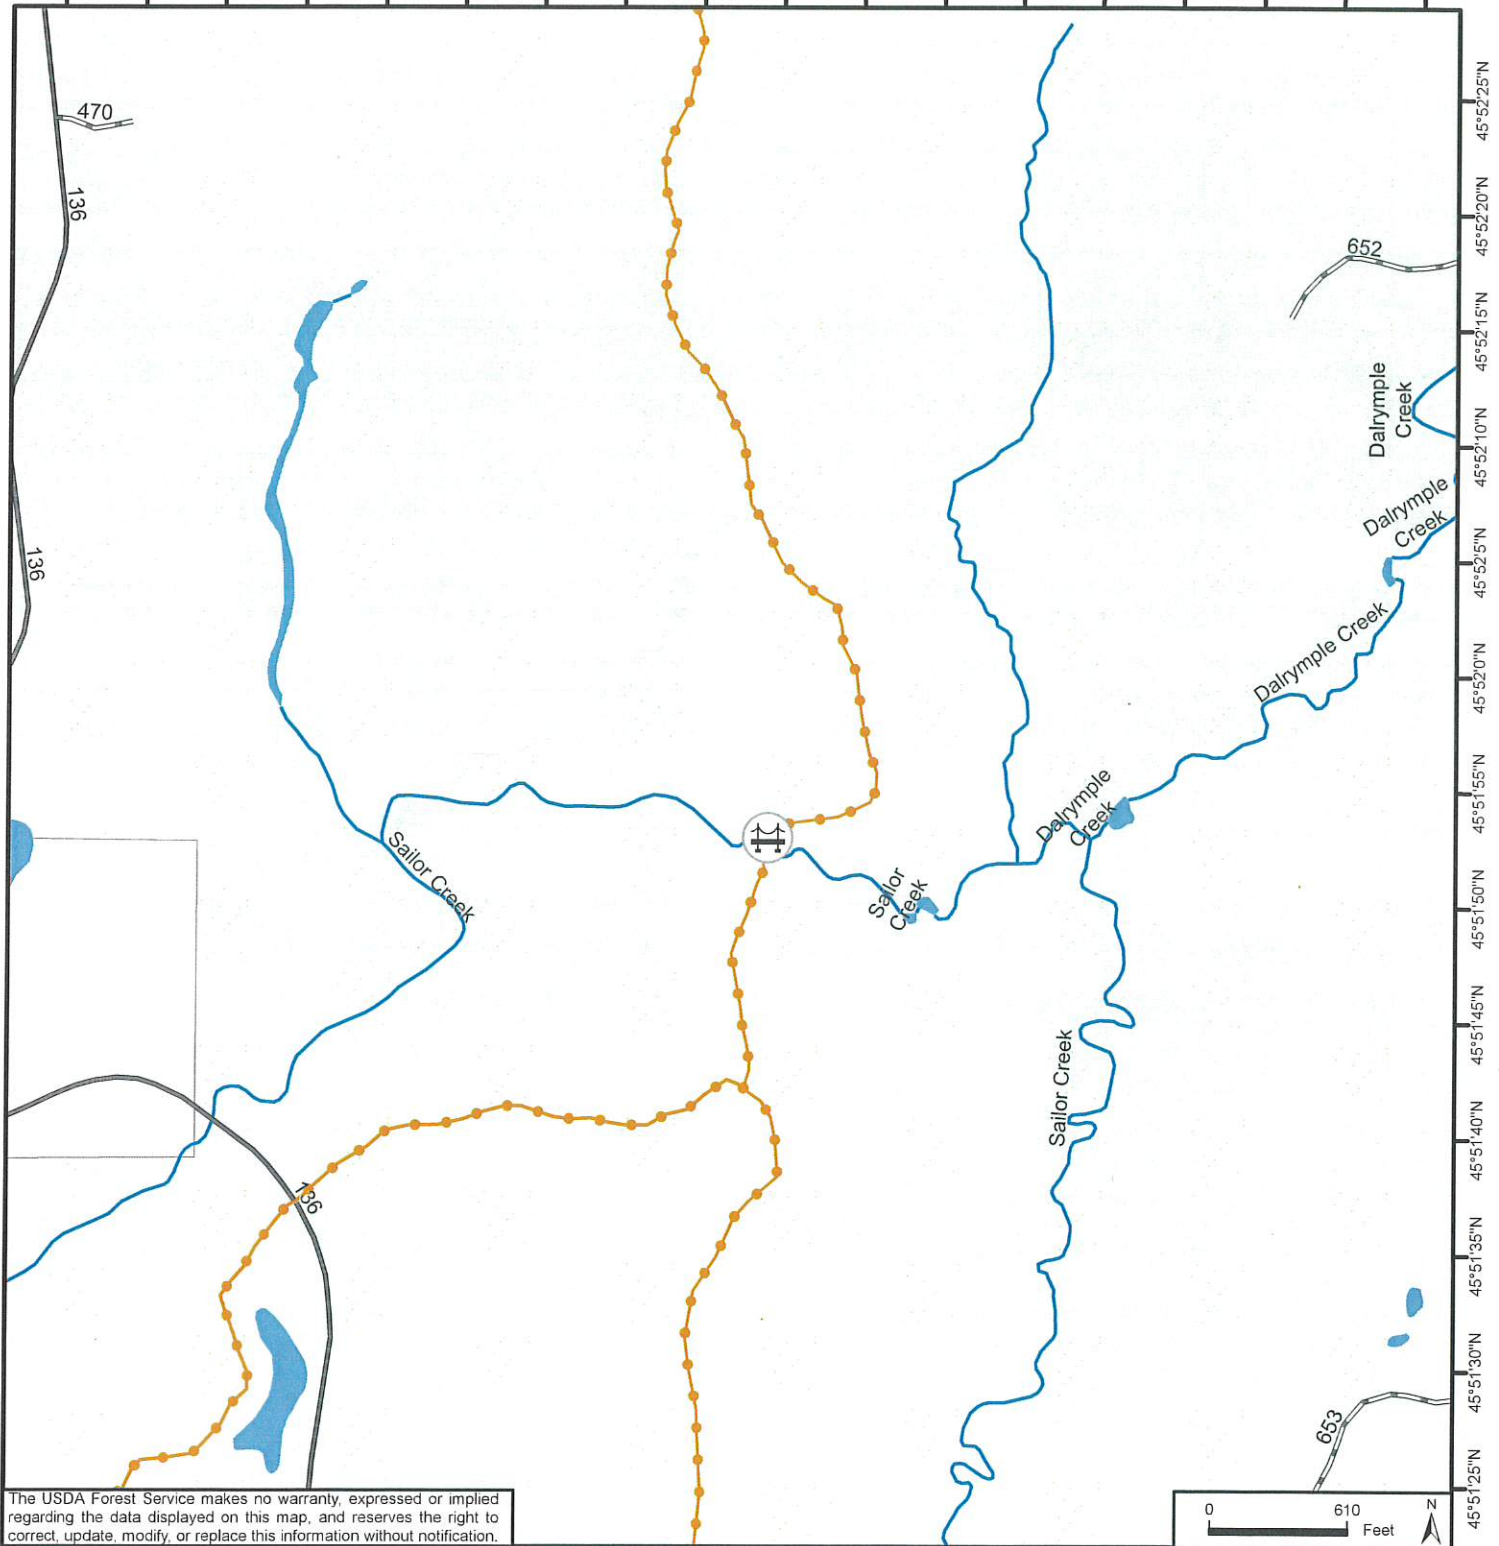 470
136
652
Dalrymple
Creek
Dalrymple
Creek
136
Dalrymple Creek
Dalrymple
Creek
Sailor Creek
Sailor
Creek
Sailor Creek
136
653
45°52'25"N
45°52'20"N
45°52'15"N
45°52'10"N
45°52'5"N
45°52'0"N
45°51'55"N
45°51'50"N
45°51'45"N
45°51'40"N
45°51'35"N
45°51'30"N
45°51'25"N
The USDA Forest Service makes no warranty, expressed or implied
regarding the data displayed on this map, and reserves the right to
correct, update, modify, or replace this information without notification.
0 610
Feet
N